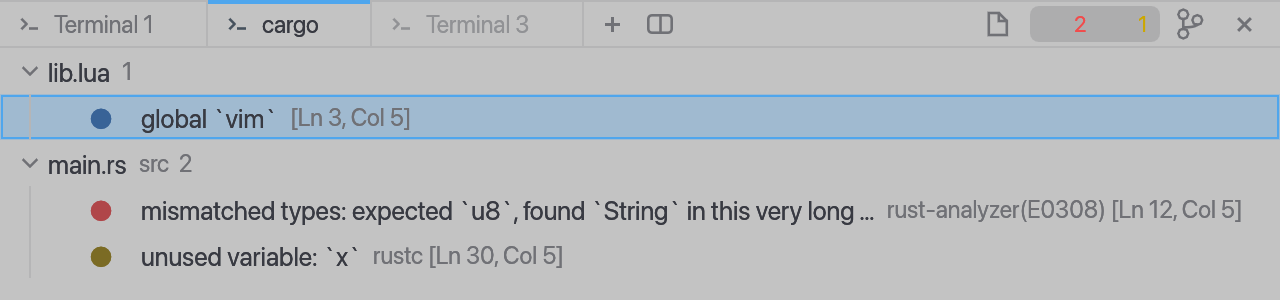 Terminal 1 cargo Terminal 3 2 1
lib.lua 1
global `vim` [Ln 3, Col 5]
main.rs src 2
mismatched types: expected `u8`, found `String` in this very long ... rust-analyzer(E0308) [Ln 12, Col 5]
unused variable: `x` rustc [Ln 30, Col 5]